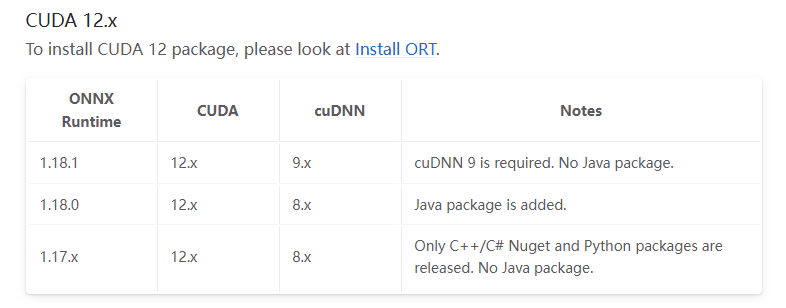 CUDA 12.x
To install CUDA 12 package, please look at Install ORT.
ONNX
Runtime
CUDA
cuDNN
Notes
1.18.1
12.x
9.x
cuDNN 9 is required. No Java package.
1.18.0
12.x
8.x
Java package is added.
1.17.x
12.x
8.x
Only C++/C# Nuget and Python packages are
released. No Java package.